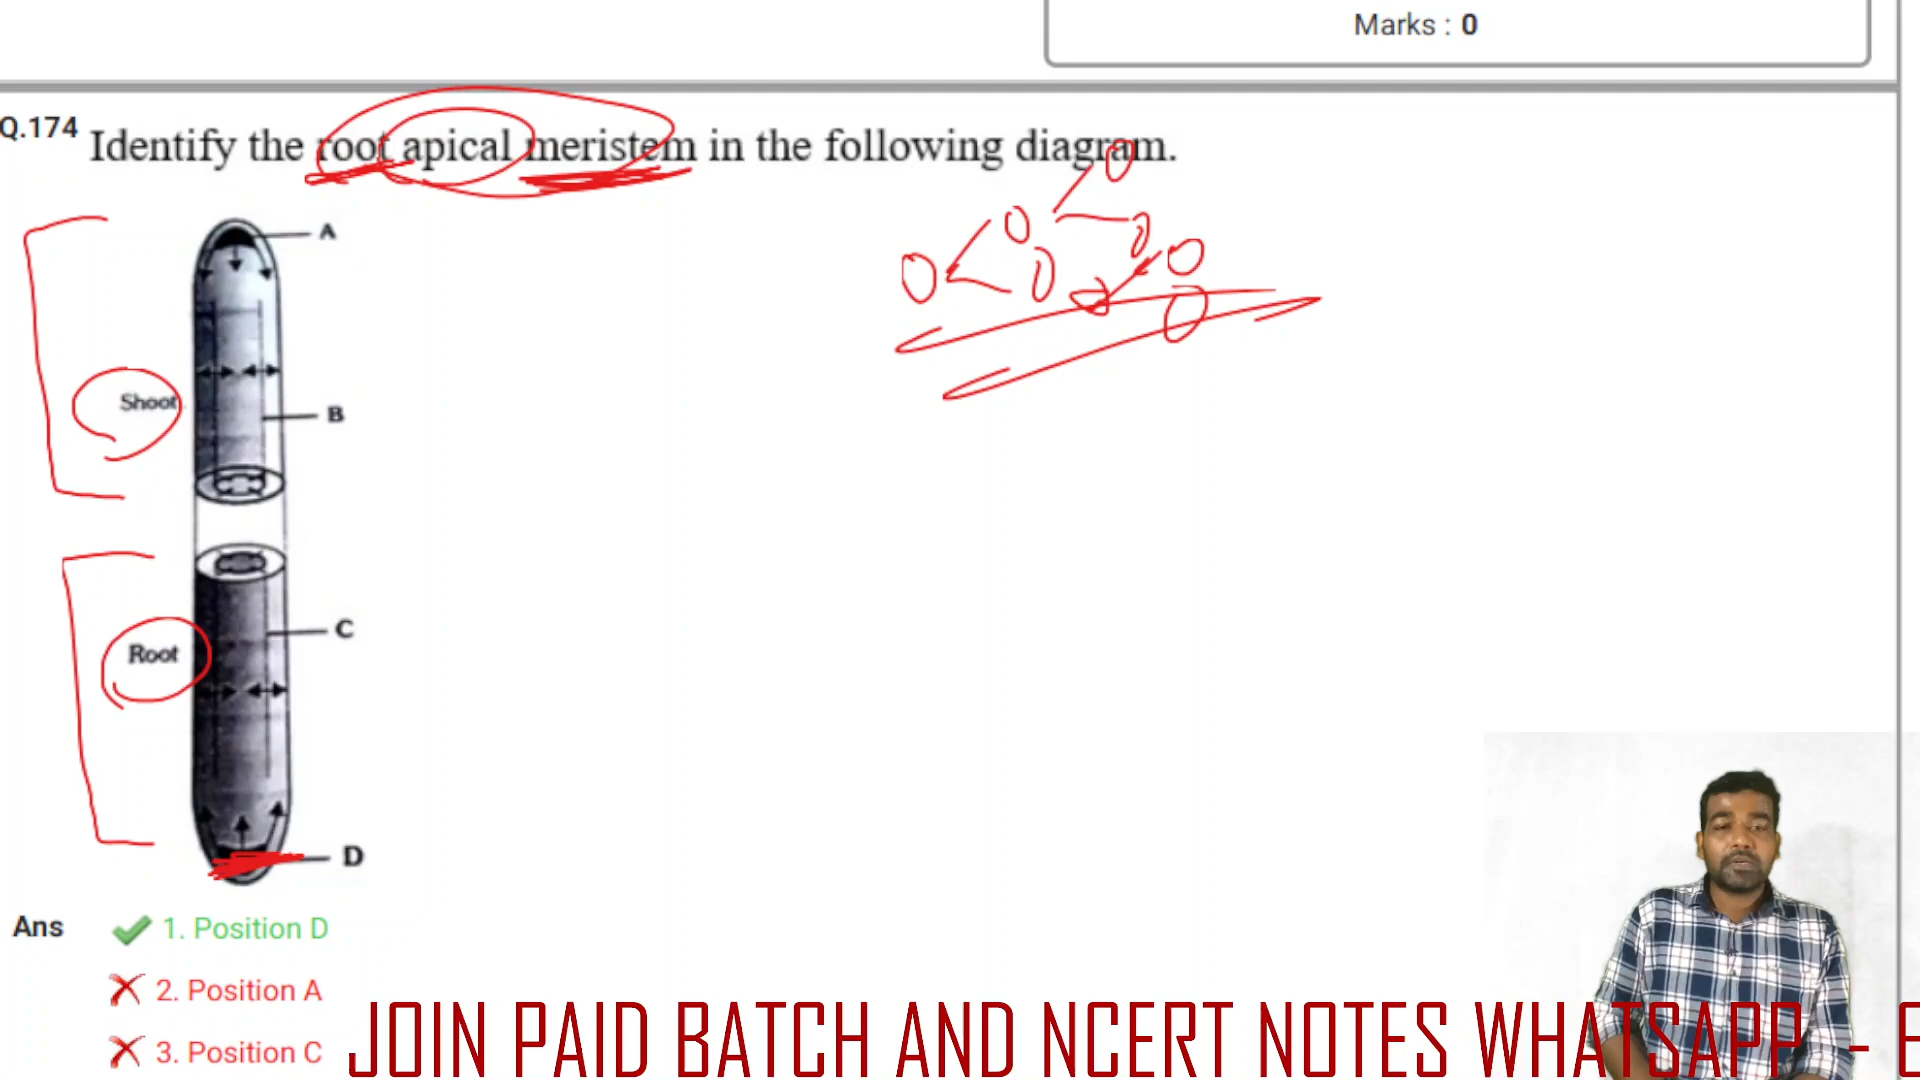 Marks : 0
Q.174 Identify the root apical meristem in the following diagram.
A
Shoot
B
C
Root
D
Ans
1. Position D
2. Position A
3. Position C
JOIN PAID BATCH AND NCERT NOTES WHATSAPP - E